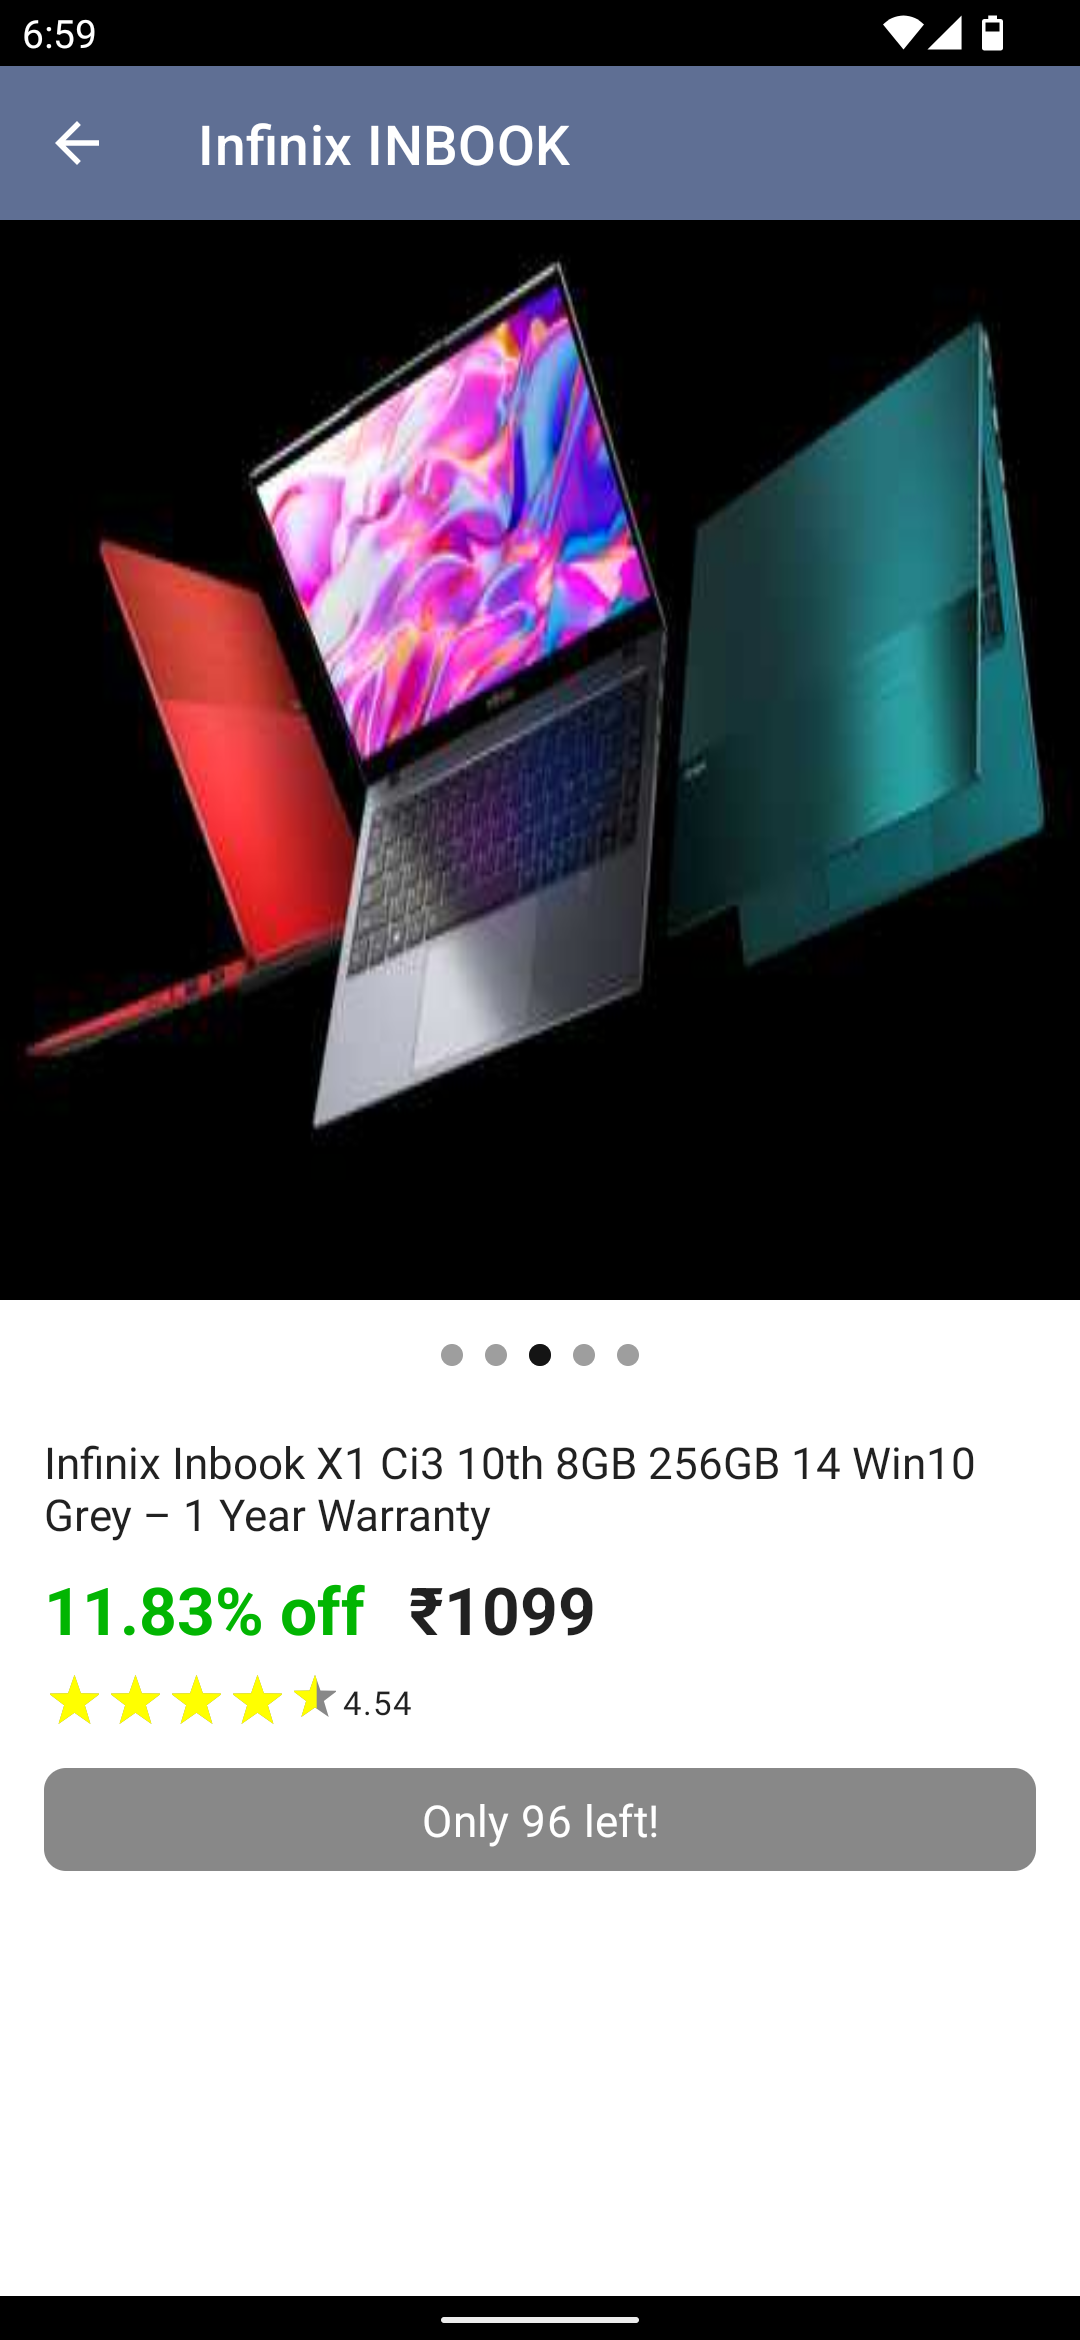 6:59
Infinix INBOOK
Infinix Inbook X1 Ci3 10th 8GB 256GB 14 Win10
Grey – 1 Year Warranty
11.83% off ₹1099
4.54
Only 96 left!